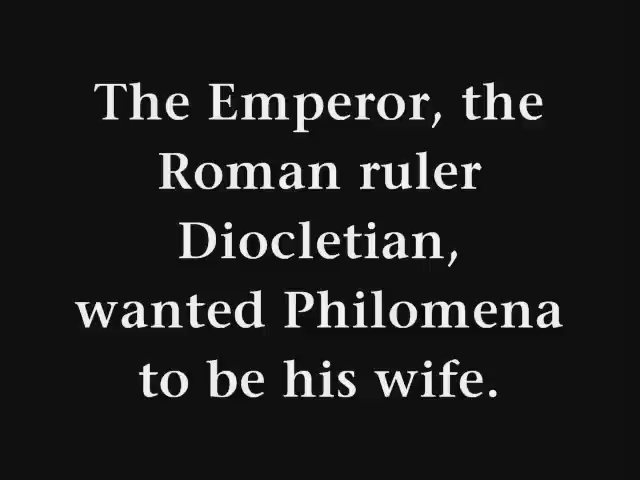 The Emperor, the
Roman ruler
Diocletian,
wanted Philomena
to be his wife.